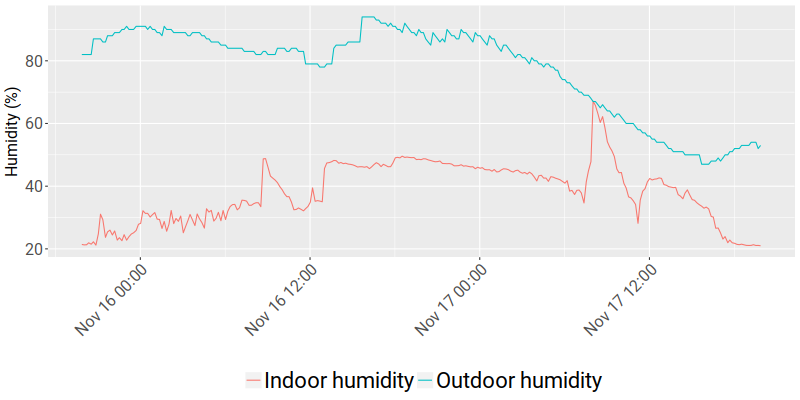 Humidity (%)
80
60
40
20
Nov 16 00:00
Nov 16 12:00
Nov 17 00:00
Nov 17 12:00
Indoor humidity
Outdoor humidity